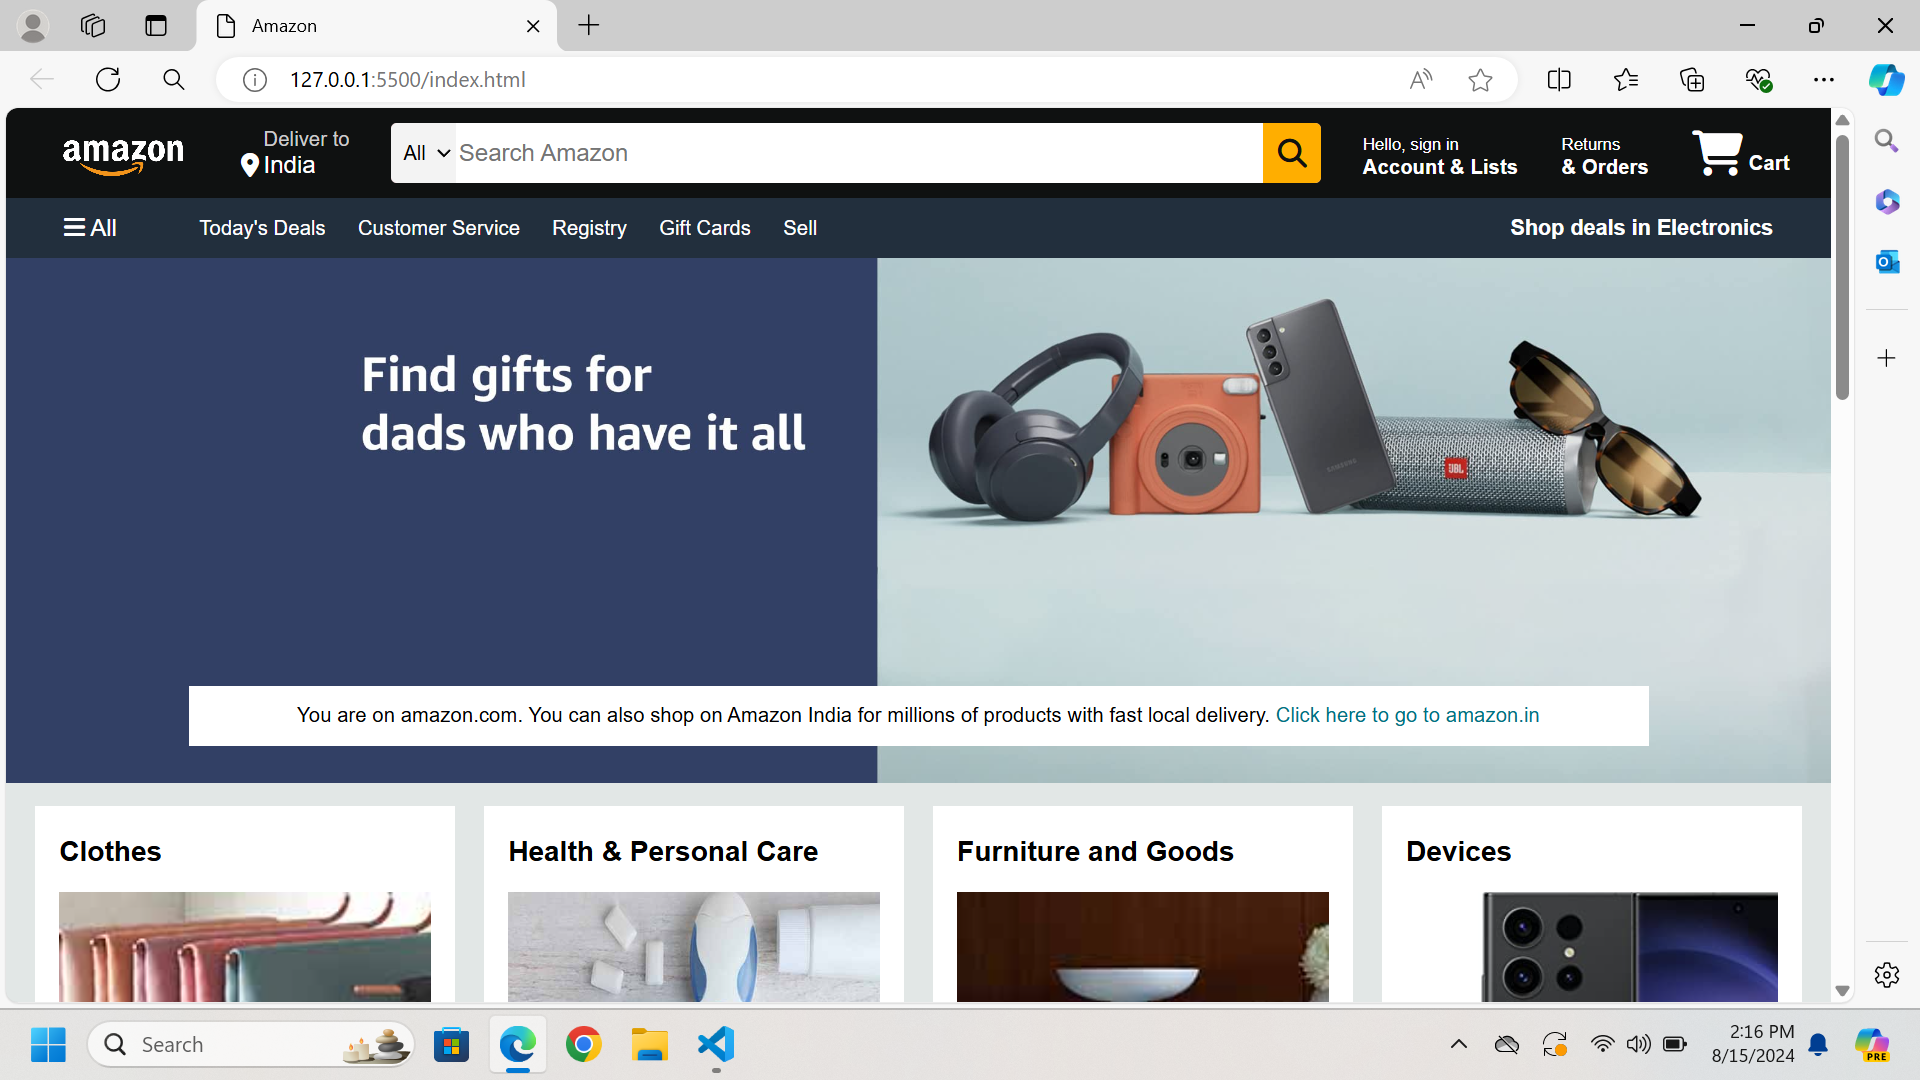 Amazon
127.0.0.1:5500/index.html
amazon
Deliver to
India
All
Search Amazon
Hello, sign in
Account & Lists
Returns
& Orders
Cart
All
Today's Deals
Customer Service
Registry
Gift Cards
Sell
Shop deals in Electronics
Find gifts for
dads who have it all
SAMSUNG
JBL
You are on amazon.com. You can also shop on Amazon India for millions of products with fast local delivery. Click here to go to amazon.in
Clothes
Health & Personal Care
Furniture and Goods
Devices
Search
2:16 PM
8/15/2024
PRE